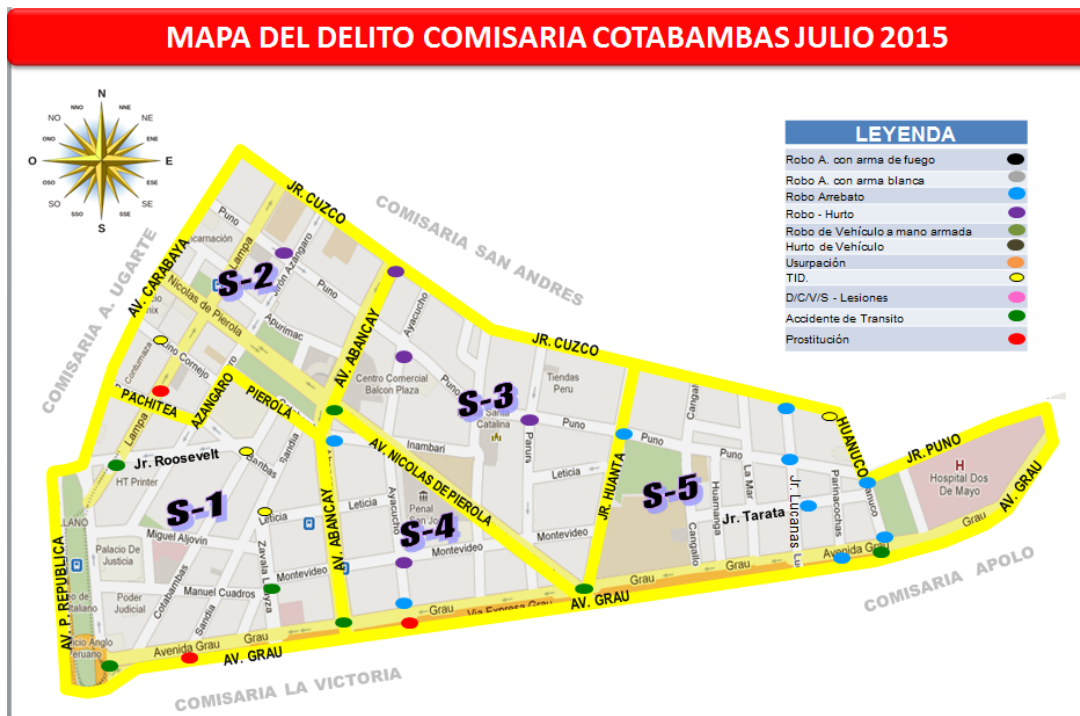 MAPA DEL DELITO COMISARIA COTABAMBAS JULIO 2015
N
NNO
NNE
NO
NE
ONO
ENE
O
E
OSO
ESE
SO
SE
SSO
SSE
S
LEYENDA
Robo A. con arma de fuego
Robo A. con arma blanca
Robo Arrebato
Robo - Hurto
Robo de Vehículo a mano armada
Hurto de Vehículo
Usurpación
TID.
D/C/V/S - Lesiones
Accidente de Transito
Prostitución
COMISARIA A. UGARTE
COMISARIA SAN ANDRES
COMISARIA APOLO
COMISARIA LA VICTORIA
JR. CUZCO
JR. CUZCO
AV. CARABAYA
Puno
Lampa
Jirón Azángaro
S-2
Nicolas de Pierola
Puno
Apurimac
AV. ABANCAY
Ayacucho
Centro Comercial
Balcon Plaza
Puno
S-3
Santa
Catalina
Tiendas
Peru
Contumaza
ino Cornejo
PACHITEA
AZANGARO
PIEROLA
Lampa
Jr. Roosevelt
HT Printer
Sandia
S-1
Leticia
Miguel Aljovin
Palacio De
Justicia
Poder
Judicial
Cotabambas
Manuel Cuadros
Sandia
Montevideo
AV. P. REPUBLICA
Avenida Grau
Grau
AV. GRAU
AV. ABANCAY
Inambari
AV. NICOLAS DE PIEROLA
Leticia
Ayacucho
Penal
S-4
Montevideo
Montevideo
Grau
Via Expresa Grau
AV. GRAU
Puno
Paruro
Leticia
JR. HUANTA
Puno
S-5
Cangallo
Huamanga
La Mar
Jr. Tarata
Jr. Lucanas
Puno
Parinacochas
HUANUCO
JR. PUNO
Hospital Dos
De Mayo
H
AV. GRAU
Grau
Avenida Grau
Grau